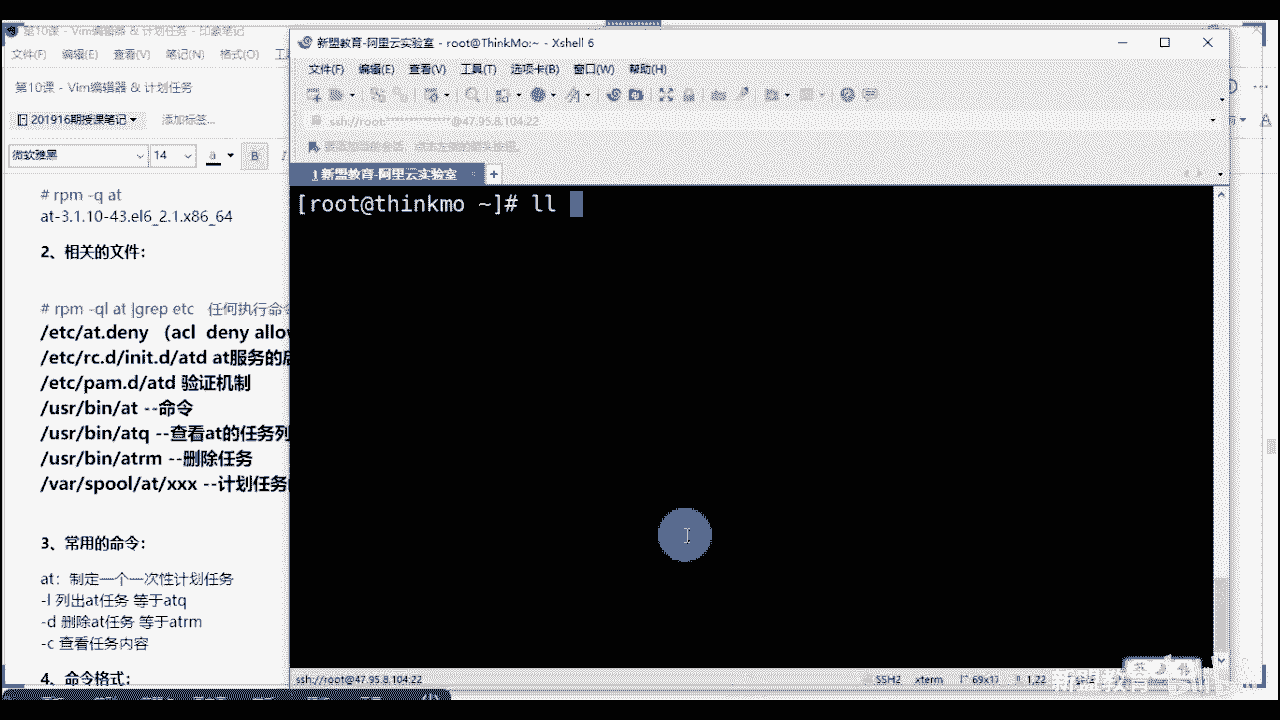 第10课 - Vim编辑器 & 计划任务 - 印象笔记
文件(F) 编辑(E) 查看(V) 笔记(N) 格式(O)
第10课 - Vim编辑器 & 计划任务
201916期授课笔记 添加标签...
微软雅黑 14 a B
# rpm -q at
at-3.1.10-43.el6_2.1.x86_64
2、相关的文件：
# rpm -ql at |grep etc 任何执行命
/etc/at.deny （acl deny allo
/etc/rc.d/init.d/atd at服务的
/etc/pam.d/atd 验证机制
/usr/bin/at --命令
/usr/bin/atq --查看at的任务列
/usr/bin/atrm --删除任务
/var/spool/at/xxx --计划任务
3、常用的命令：
at：制定一个一次性计划任务
-l 列出at任务 等于atq
-d 删除at任务 等于atrm
-c 查看任务内容
4、命令格式：
新盟教育-阿里云实验室 - root@ThinkMo:~ - Xshell 6
文件(F) 编辑(E) 查看(V) 工具(T) 选项卡(B) 窗口(W) 帮助(H)
ssh://root:**************@47.95.8.104:22
1 新盟教育-阿里云实验室
[root@thinkmo ~]# ll
ssh://root@47.95.8.104:22 SSH2 xterm 69x17 1,22
新盟教育